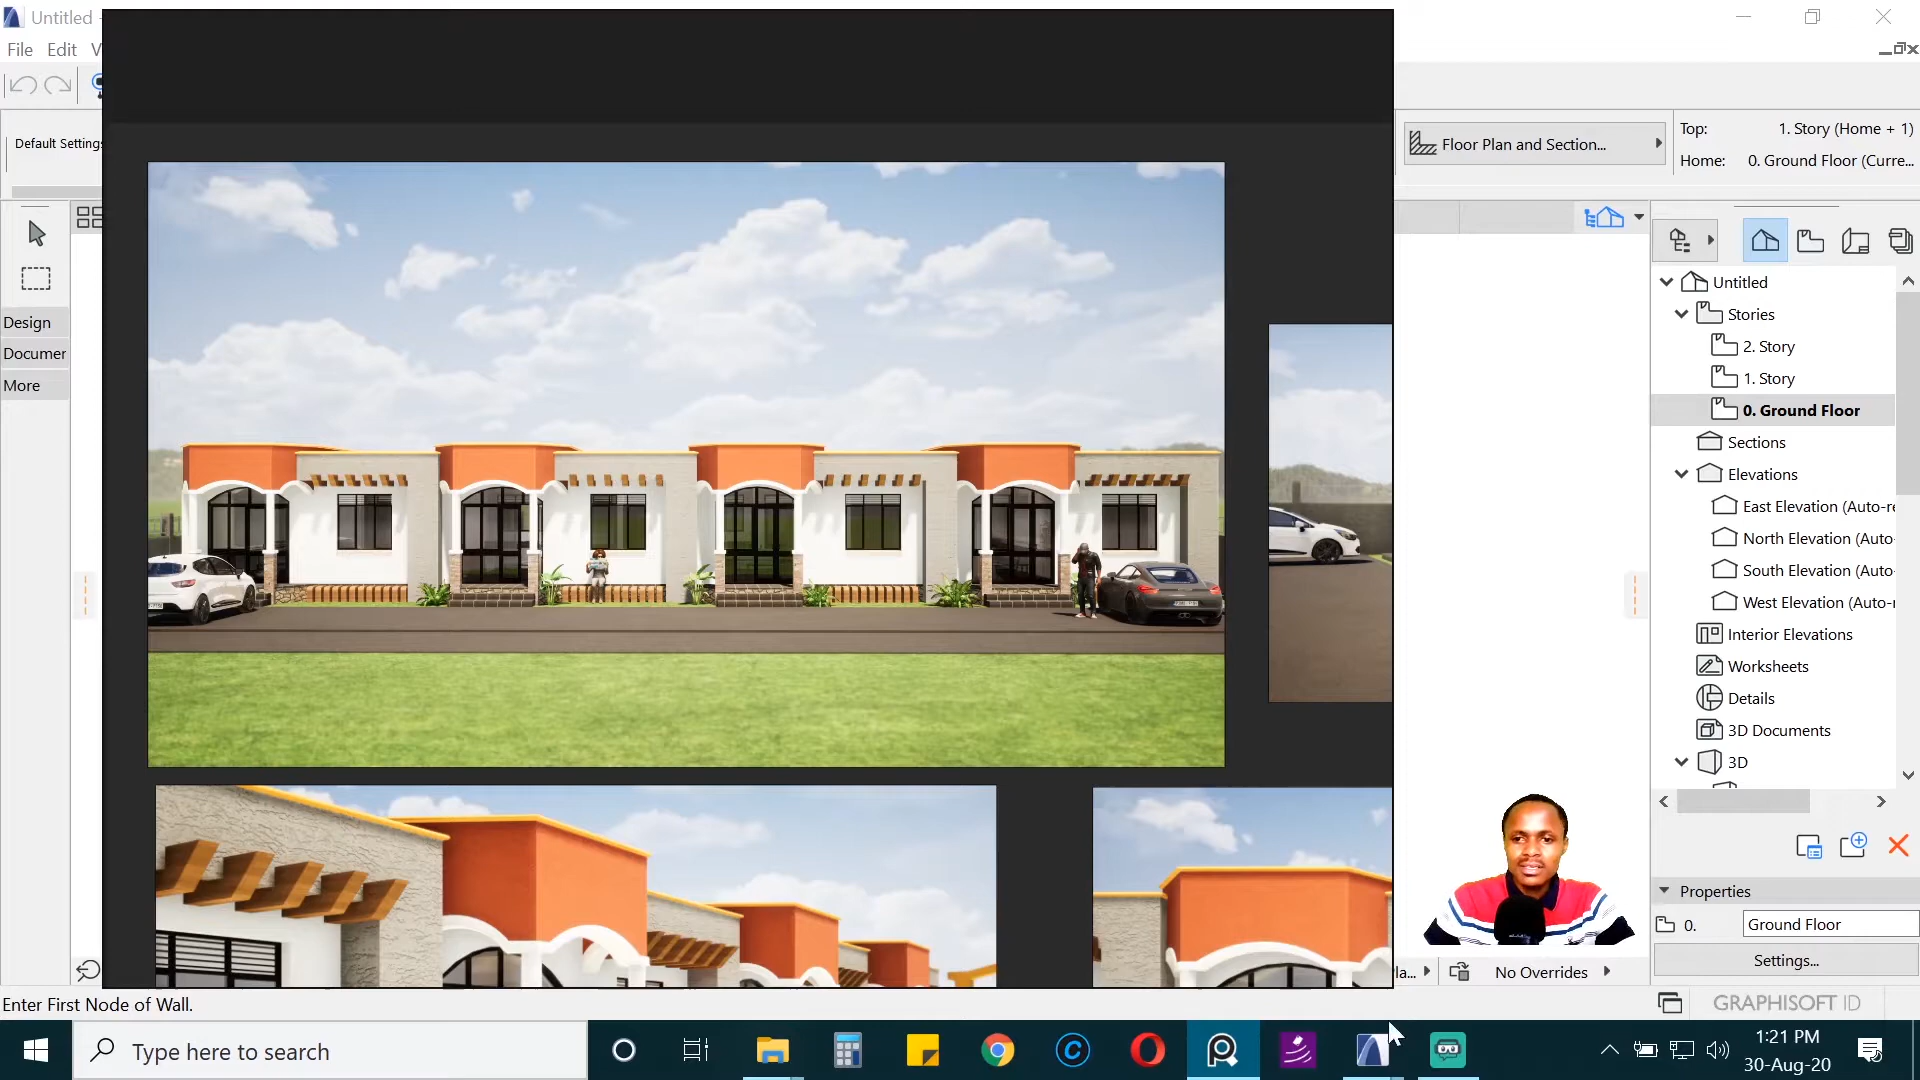 Untitled
File Edit V
Default Settings
Floor Plan and Section...
Top: 1. Story (Home + 1)
Home: 0. Ground Floor (Curre...
Design
Documer
More
Untitled
Stories
2. Story
1. Story
0. Ground Floor
Sections
Elevations
East Elevation (Auto-re
North Elevation (Auto-
South Elevation (Auto-
West Elevation (Auto-r
Interior Elevations
Worksheets
Details
3D Documents
3D
Properties
0. Ground Floor
Settings...
la... No Overrides
Enter First Node of Wall.
GRAPHISOFT ID
Type here to search
1:21 PM
30-Aug-20